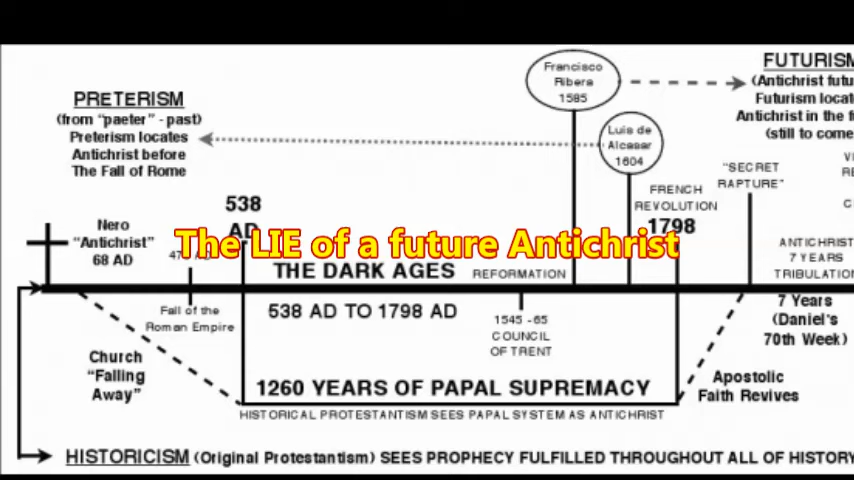 PRETERISM
(from "paeter" - past)
Preterism locates
Antichrist before
The Fall of Rome
Francisco
Ribera
1585
Luis de
Alcasar
1604
FUTURISM
(Antichrist futu
Futurism locat
Antichrist in the f
(still to come
"SECRET
RAPTURE"
FRENCH
REVOLUTION
1798
538
AD
Nero
"Antichrist"
68 AD
The LIE of a future Antichrist
THE DARK AGES
REFORMATION
ANTICHRIST
7 YEARS
TRIBULATION
538 AD TO 1798 AD
Fall of the
Roman Empire
1545 -65
COUNCIL
OF TRENT
7 Years
(Daniel's
70th Week)
Church
"Falling
Away"
1260 YEARS OF PAPAL SUPREMACY
HISTORICAL PROTESTANTISM SEES PAPAL SYSTEM AS ANTICHRIST
Apostolic
Faith Revives
HISTORICISM (Original Protestantism) SEES PROPHECY FULFILLED THROUGHOUT ALL OF HISTORY